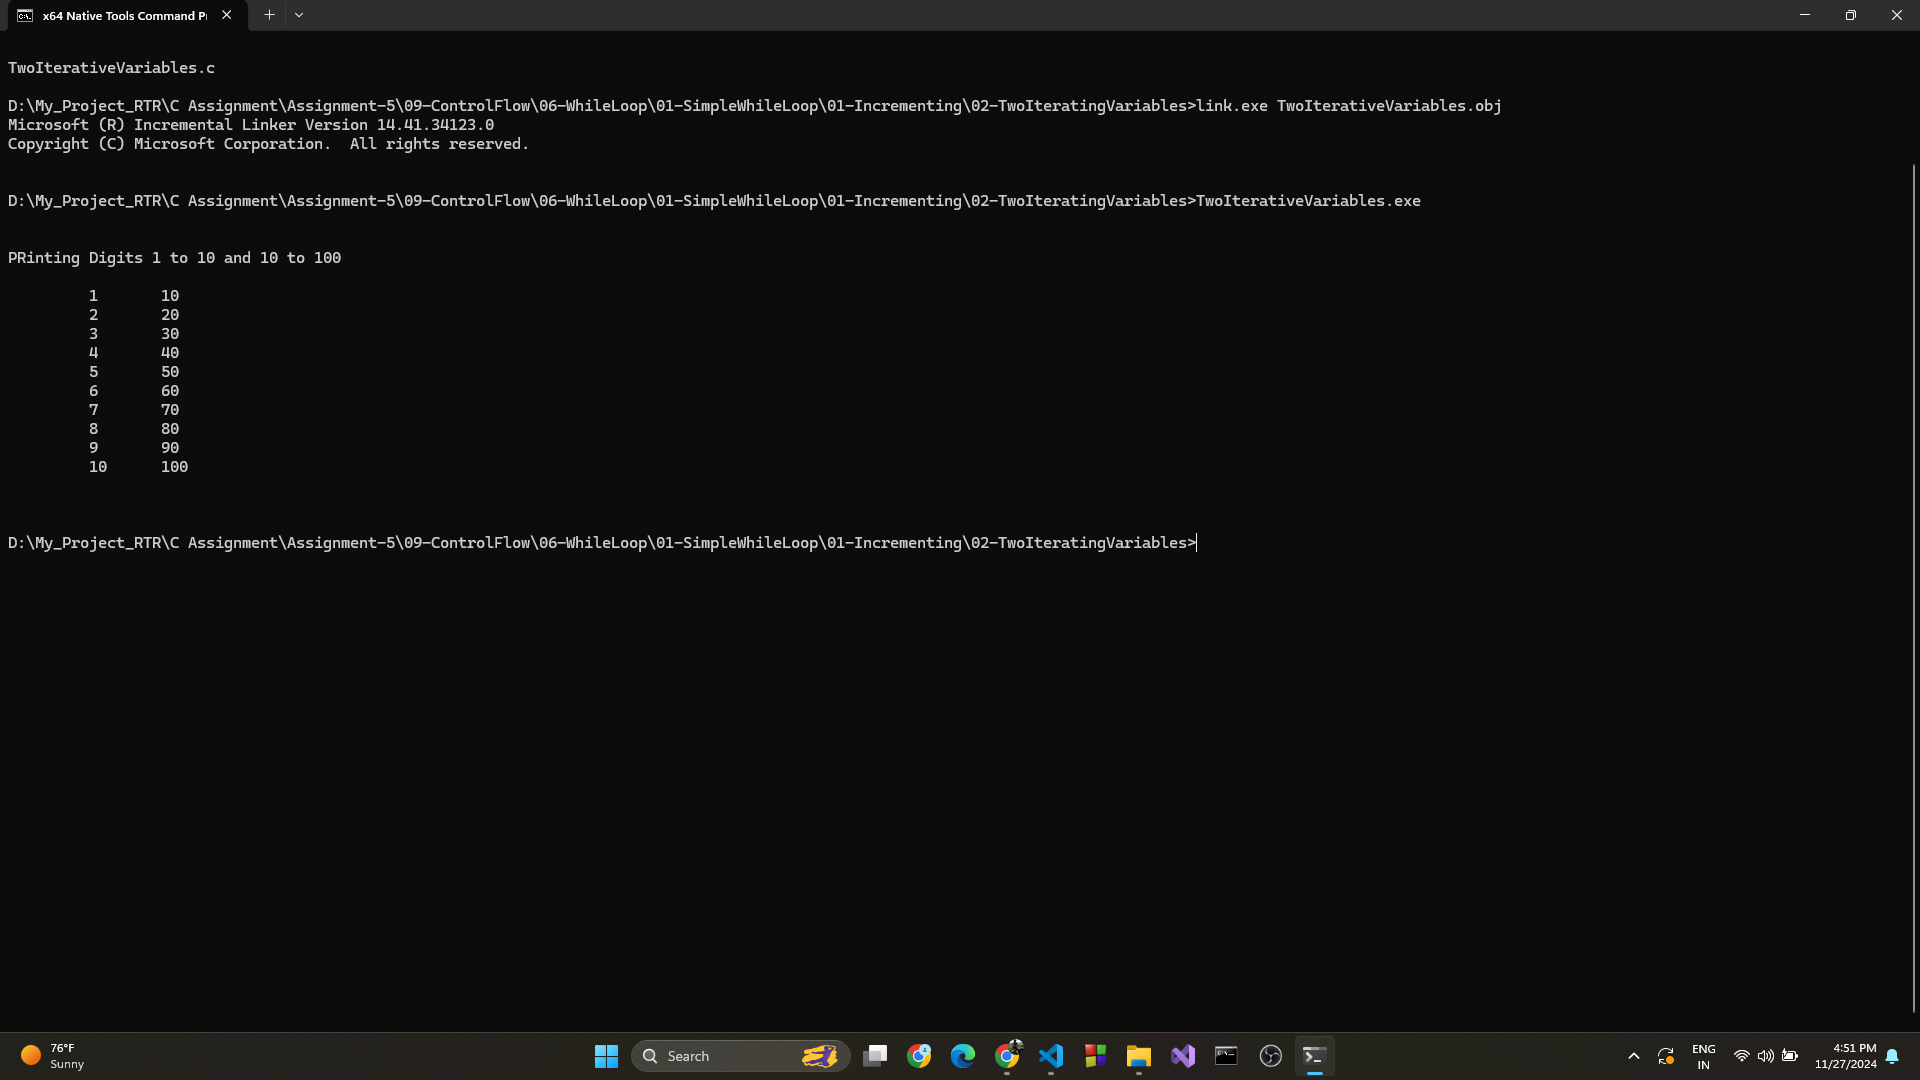 x64 Native Tools Command P
TwoIterativeVariables.c
D:\My_Project_RTR\C Assignment\Assignment-5\09-ControlFlow\06-WhileLoop\01-SimpleWhileLoop\01-Incrementing\02-TwoIteratingVariables>link.exe TwoIterativeVariables.obj
Microsoft (R) Incremental Linker Version 14.41.34123.0
Copyright (C) Microsoft Corporation.  All rights reserved.
D:\My_Project_RTR\C Assignment\Assignment-5\09-ControlFlow\06-WhileLoop\01-SimpleWhileLoop\01-Incrementing\02-TwoIteratingVariables>TwoIterativeVariables.exe
PRinting Digits 1 to 10 and 10 to 100
1 10
2 20
3 30
4 40
5 50
6 60
7 70
8 80
9 90
10 100
D:\My_Project_RTR\C Assignment\Assignment-5\09-ControlFlow\06-WhileLoop\01-SimpleWhileLoop\01-Incrementing\02-TwoIteratingVariables>
76°F
Sunny
Search
ENG
IN
4:51 PM
11/27/2024